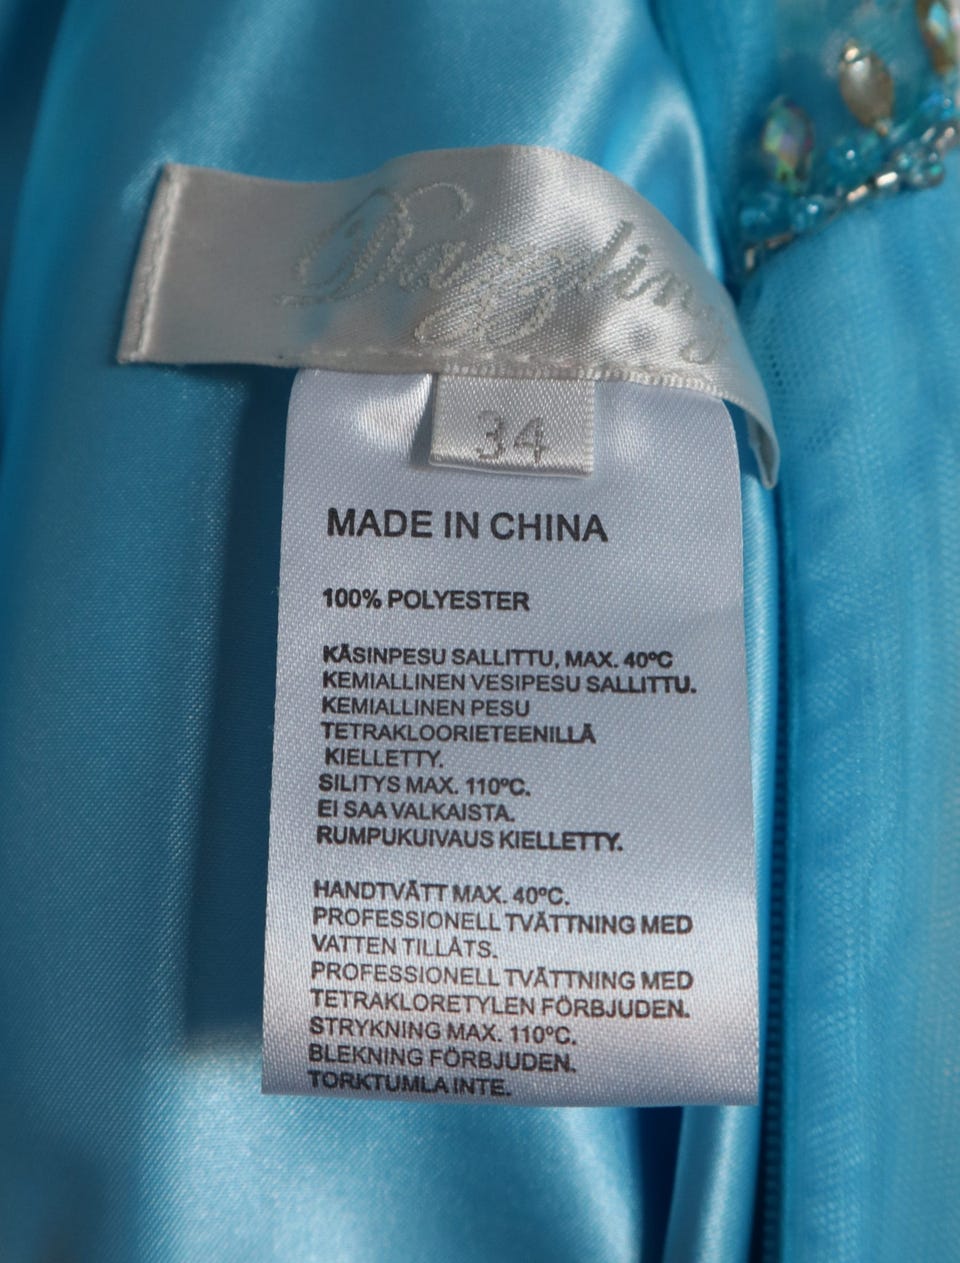 Dazzling
34
MADE IN CHINA
100% POLYESTER
KÄSINPESU SALLITTU, MAX. 40ºC
KEMIALLINEN VESIPESU SALLITTU.
KEMIALLINEN PESU
TETRAKLOORIETEENILLÄ
KIELLETTY.
SILITYS MAX. 110ºC.
EI SAA VALKAISTA.
RUMPUKUIVAUS KIELLETTY.
HANDTVÄTT MAX. 40ºC.
PROFESSIONELL TVÄTTNING MED
VATTEN TILLÅTS.
PROFESSIONELL TVÄTTNING MED
TETRAKLORETYLEN FÖRBJUDEN.
STRYKNING MAX. 110ºC.
BLEKNING FÖRBJUDEN.
TORKTUMLA INTE.